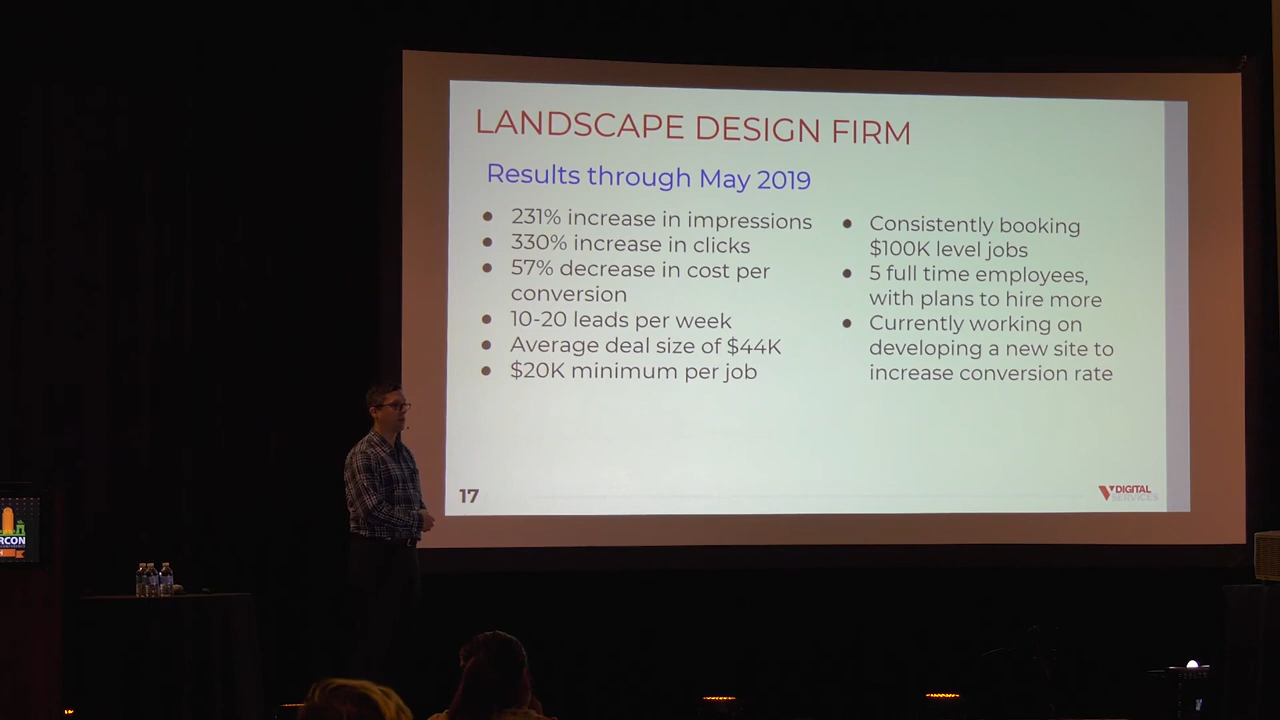 LANDSCAPE DESIGN FIRM
Results through May 2019
● 231% increase in impressions
● 330% increase in clicks
● 57% decrease in cost per
conversion
● 10-20 leads per week
● Average deal size of $44K
● $20K minimum per job
● Consistently booking
$100K level jobs
● 5 full time employees,
with plans to hire more
● Currently working on
developing a new site to
increase conversion rate
17
DIGITAL
SERVICES
RCON